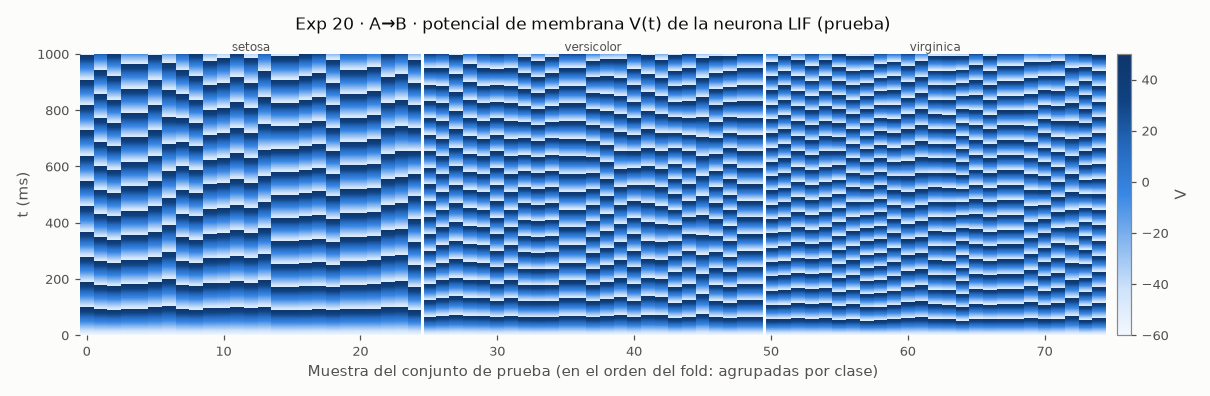 Exp 20 · A→B · potencial de membrana V(t) de la neurona LIF (prueba)
setosa versicolor virginica
1000
800
600
400
200
0
t (ms)
0 10 20 30 40 50 60 70
Muestra del conjunto de prueba (en el orden del fold: agrupadas por clase)
40
20
0
−20
−40
−60
V